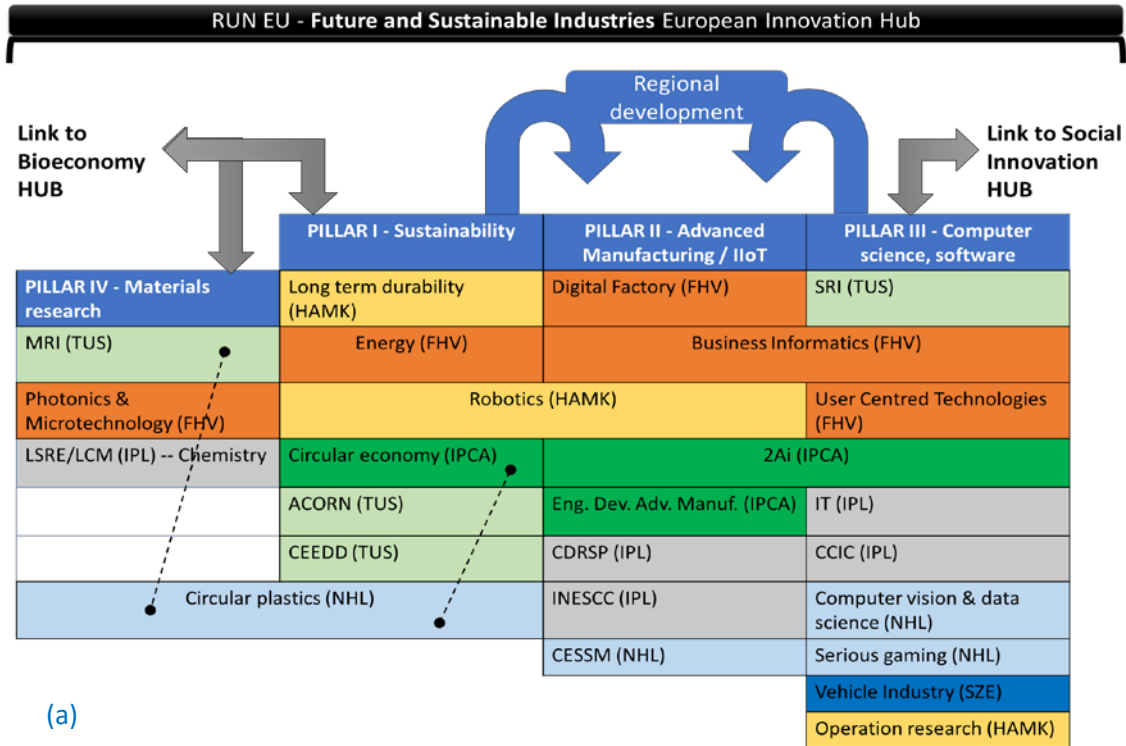 RUN EU - Future and Sustainable Industries European Innovation Hub
Regional
development
Link to
Bioeconomy
HUB
Link to Social
Innovation
HUB
PILLAR I - Sustainability
PILLAR II - Advanced
Manufacturing / IIoT
PILLAR III - Computer
science, software
PILLAR IV - Materials
research
Long term durability
(HAMK)
Digital Factory (FHV)
SRI (TUS)
MRI (TUS)
Energy (FHV)
Business Informatics (FHV)
Photonics &
Microtechnology (FHV)
Robotics (HAMK)
User Centred Technologies
(FHV)
LSRE/LCM (IPL) -- Chemistry
Circular economy (IPCA)
2Ai (IPCA)
ACORN (TUS)
Eng. Dev. Adv. Manuf. (IPCA)
IT (IPL)
CEEDD (TUS)
CDRSP (IPL)
CCIC (IPL)
Circular plastics (NHL)
INESCC (IPL)
Computer vision & data
science (NHL)
CESSM (NHL)
Serious gaming (NHL)
Vehicle Industry (SZE)
Operation research (HAMK)
(a)